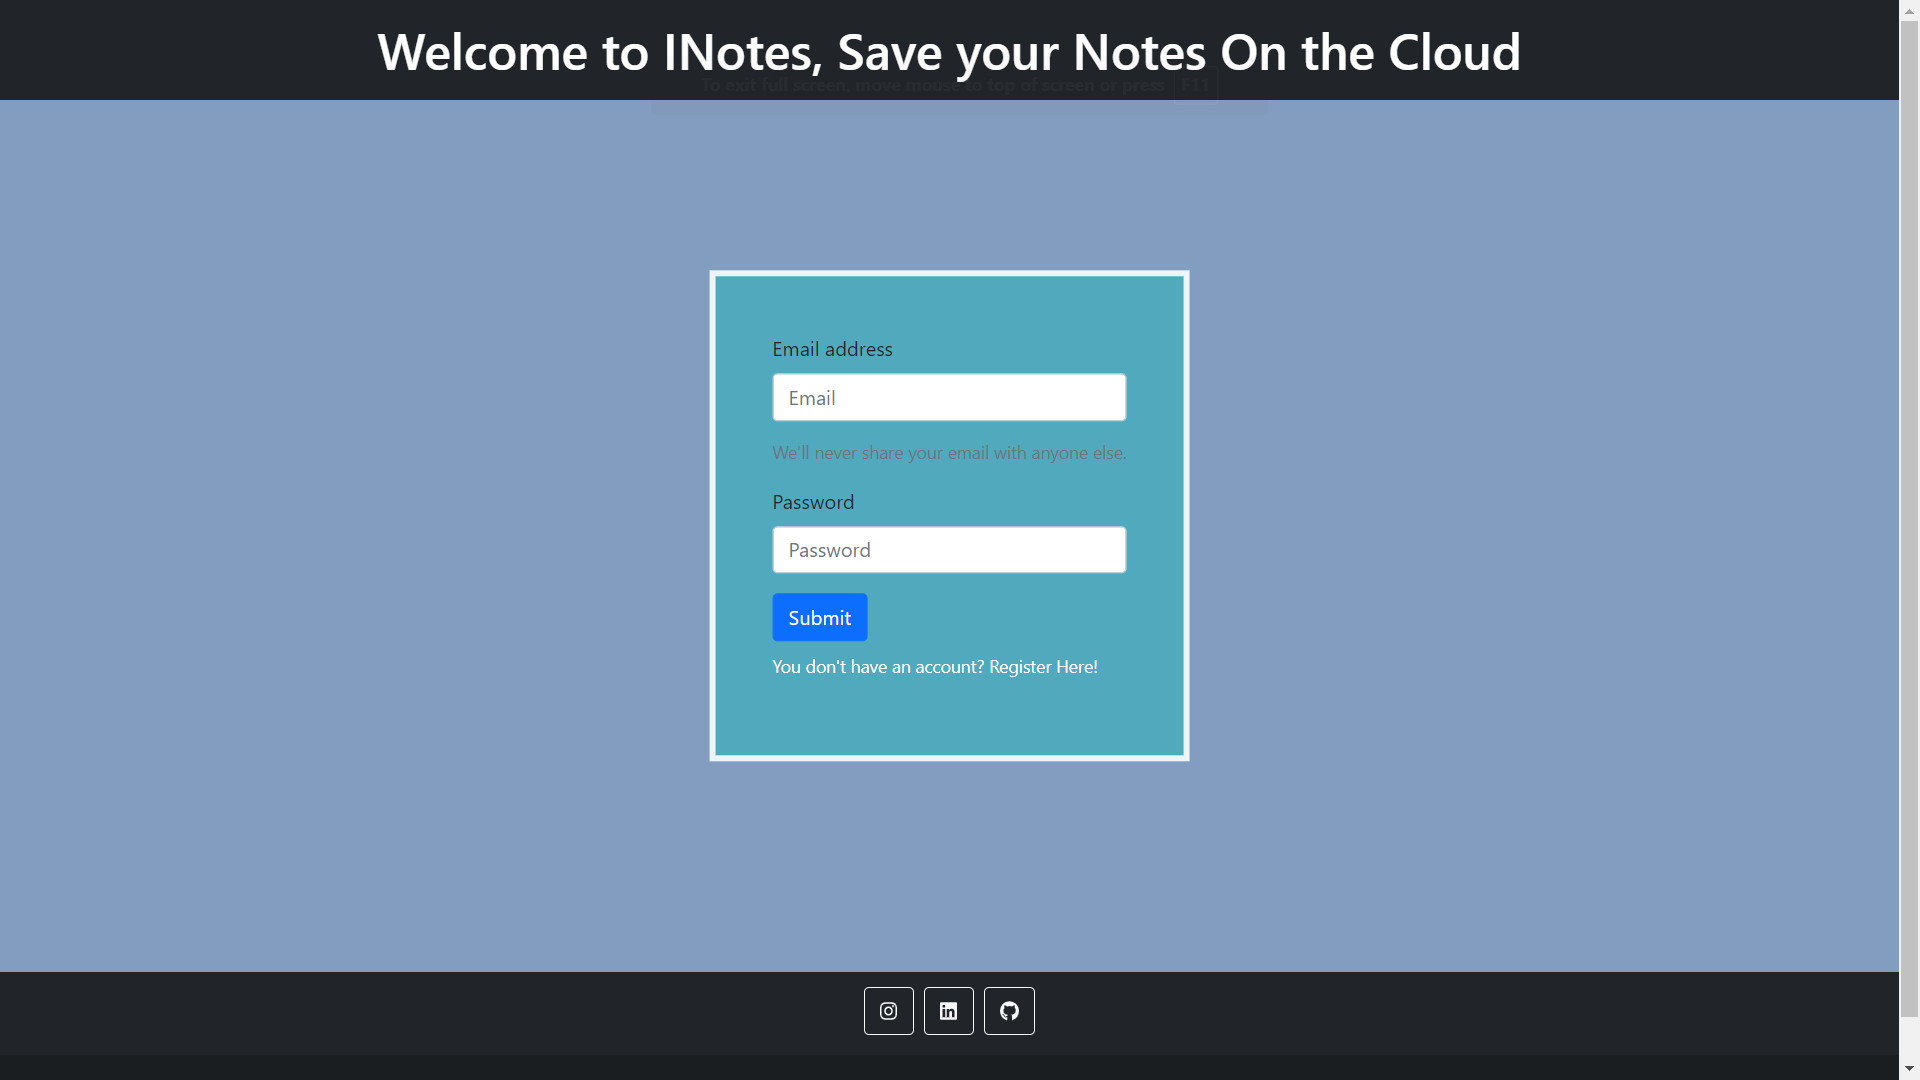 Welcome to INotes, Save your Notes On the Cloud
To exit full screen, move mouse to top of screen or press F11
Email address
Email
We'll never share your email with anyone else.
Password
Password
Submit
You don't have an account? Register Here!